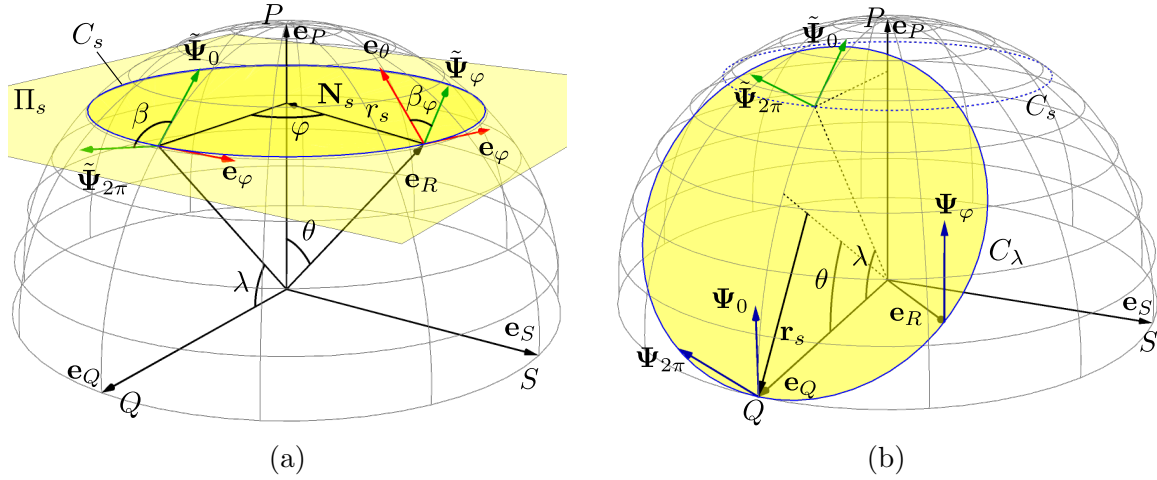 P
C_s
𝚿̃_0
𝐞_P
𝐞_θ
𝚿̃_φ
Π_s
𝐍_s
r_s
β_φ
β
φ
𝐞_φ
𝚿̃_{2π}
𝐞_φ
𝐞_R
θ
λ
𝐞_S
S
𝐞_Q
Q
(a)
P
𝐞_P
𝚿̃_0
𝚿̃_{2π}
C_s
𝚿_φ
C_λ
λ
θ
𝚿_0
𝐞_R
𝐞_S
S
𝐫_s
𝚿_{2π}
𝐞_Q
Q
(b)